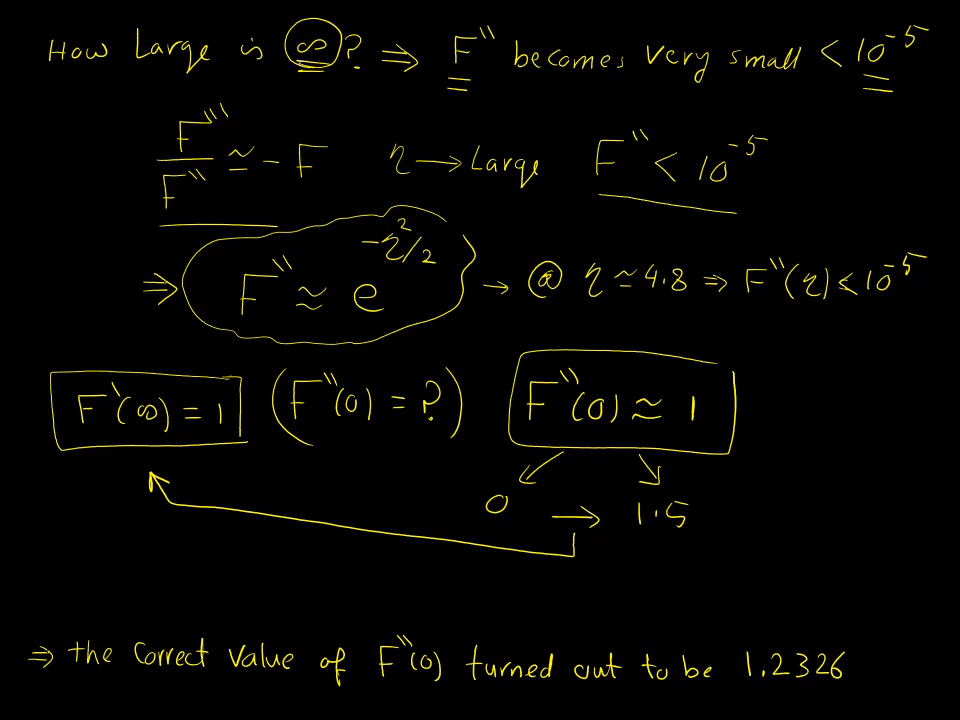 How Large is ∞? ⇒ F'' becomes very small < 10^-5
F'''/F'' ≃ -F η → Large F'' < 10^-5
⇒ F'' ≈ e^(-η²/2) → @ η ≃ 4.8 ⇒ F''(η) < 10^-5
F'(∞) = 1 (F''(0) = ?) F''(0) ≈ 1
0 → 1.5
⇒ the correct value of F''(0) turned out to be 1.2326